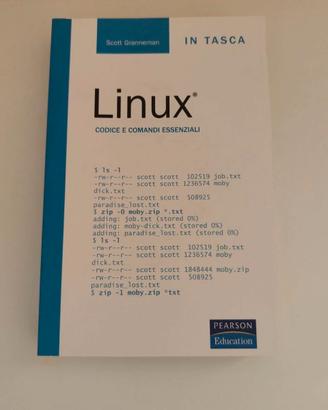 Scott Granneman IN TASCA
Linux®
CODICE E COMANDI ESSENZIALI
$ ls -l
-rw-r--r-- scott scott 102519 job.txt
-rw-r--r-- scott scott 1236574 moby
dick.txt
-rw-r--r-- scott scott 508925
paradise_lost.txt
$ zip -0 moby.zip *.txt
adding: job.txt (stored 0%)
adding: moby-dick.txt (stored 0%)
adding: paradise_lost.txt (stored 0%)
$ ls -l
-rw-r--r-- scott scott 102519 job.txt
-rw-r--r-- scott scott 1236574 moby
dick.txt
-rw-r--r-- scott scott 1848444 moby.zip
-rw-r--r-- scott scott 508925
paradise_lost.txt
$ zip -1 moby.zip *txt
PEARSON
Education